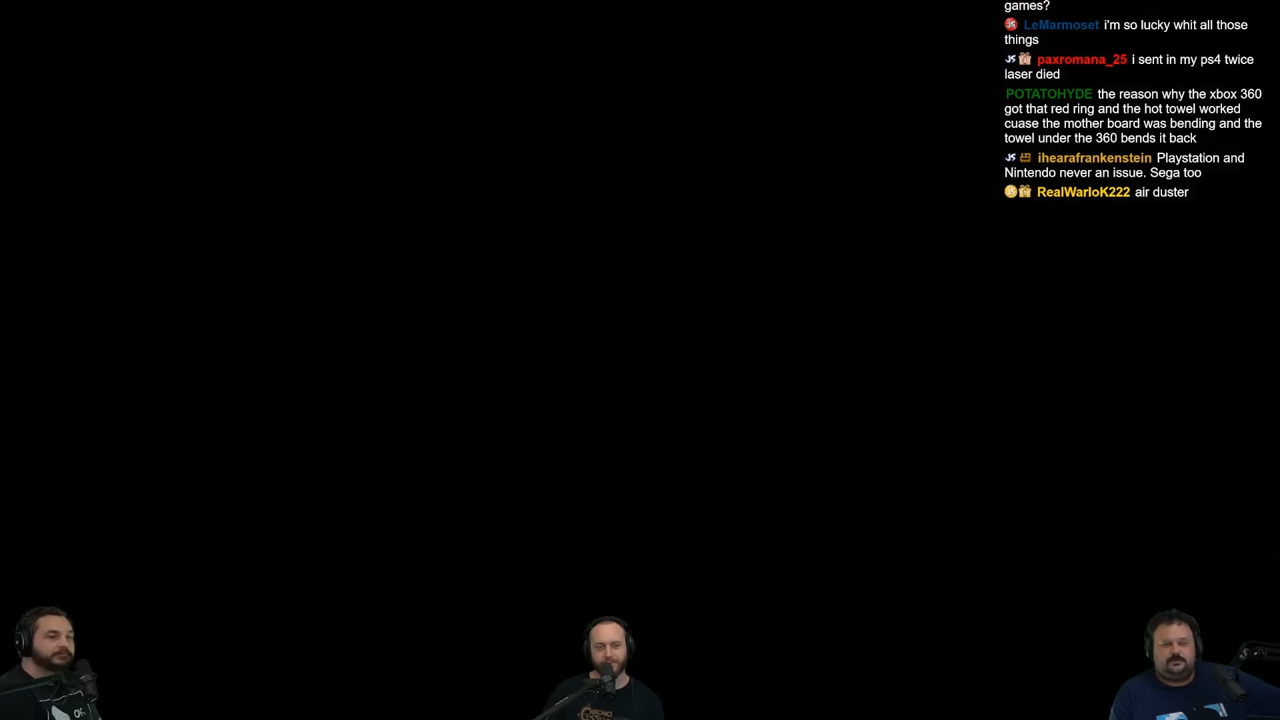 games?
LeMarmoset i'm so lucky whit all those
things
paxromana_25 i sent in my ps4 twice
laser died
POTATOHYDE the reason why the xbox 360
got that red ring and the hot towel worked
cuase the mother board was bending and the
towel under the 360 bends it back
ihearafrankenstein Playstation and
Nintendo never an issue. Sega too
RealWarloK222 air duster
OK
CHRONO